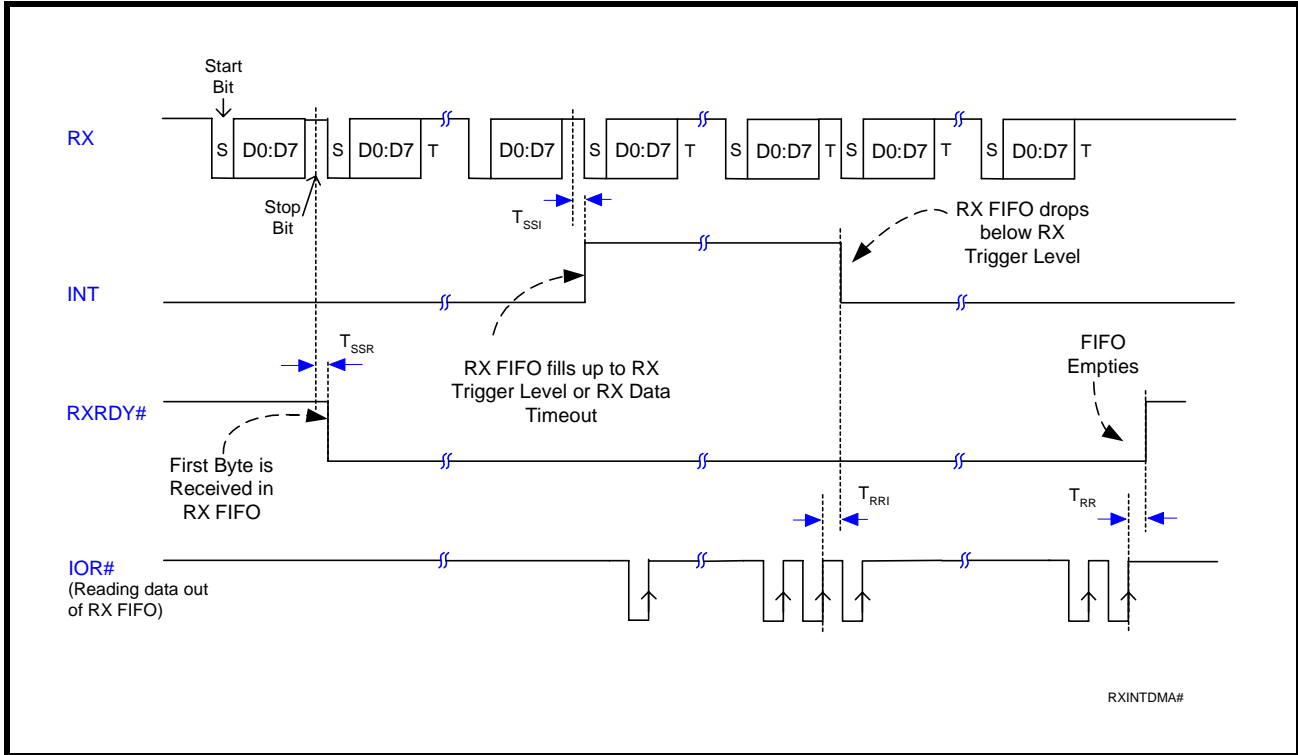 Start
Bit
RX
S D0:D7 S D0:D7 T D0:D7 S D0:D7 T S D0:D7 T S D0:D7 T S D0:D7 T
Stop
Bit
TSSI
RX FIFO drops
below RX
Trigger Level
INT
TSSR
RX FIFO fills up to RX
Trigger Level or RX Data
Timeout
FIFO
Empties
RXRDY#
First Byte is
Received in
RX FIFO
TRRI
TRR
IOR#
(Reading data out
of RX FIFO)
RXINTDMA#